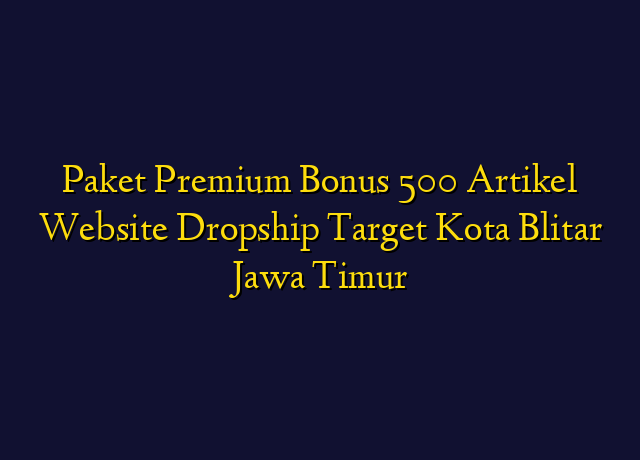 Paket Premium Bonus 500 Artikel
Website Dropship Target Kota Blitar
Jawa Timur